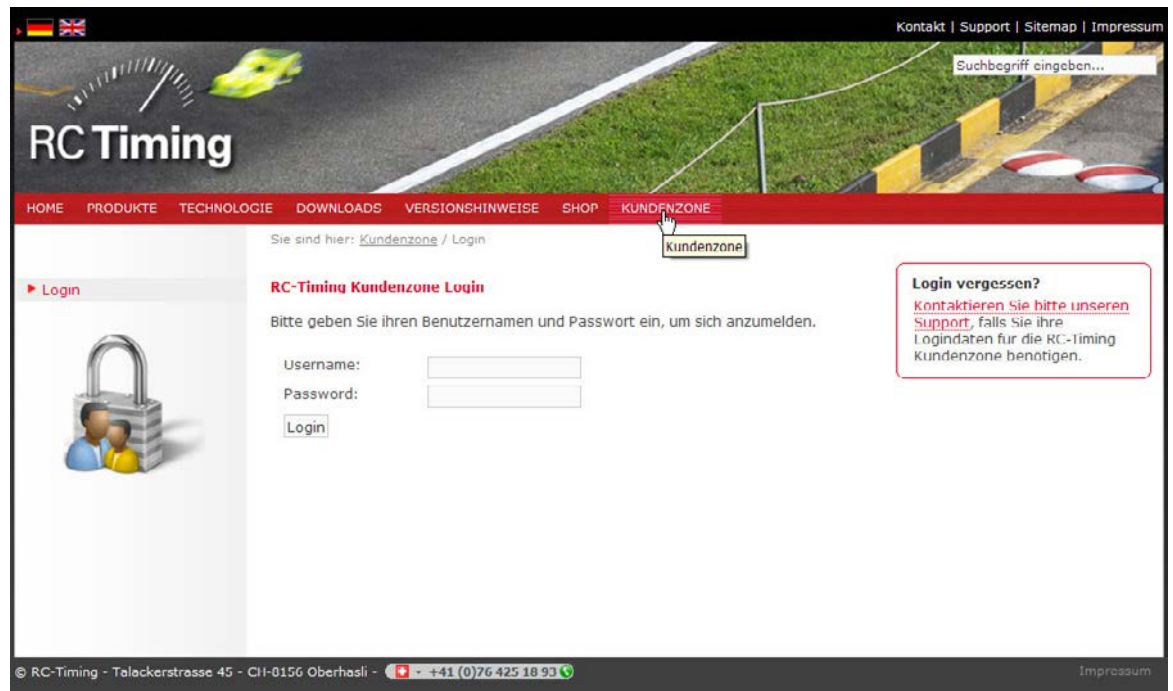 Kontakt | Support | Sitemap | Impressum
Suchbegriff eingeben...
RC Timing
HOME PRODUKTE TECHNOLOGIE DOWNLOADS VERSIONSHINWEISE SHOP KUNDENZONE
Kundenzone
Sie sind hier: Kundenzone / Login
Login
RC-Timing Kundenzone Login
Bitte geben Sie ihren Benutzernamen und Passwort ein, um sich anzumelden.
Username:
Password:
Login
Login vergessen?
Kontaktieren Sie bitte unseren
Support, falls Sie ihre
Logindaten für die RC-Timing
Kundenzone benötigen.
© RC-Timing - Talackerstrasse 45 - CH-8156 Oberhasli - +41 (0)76 425 18 93
Impressum